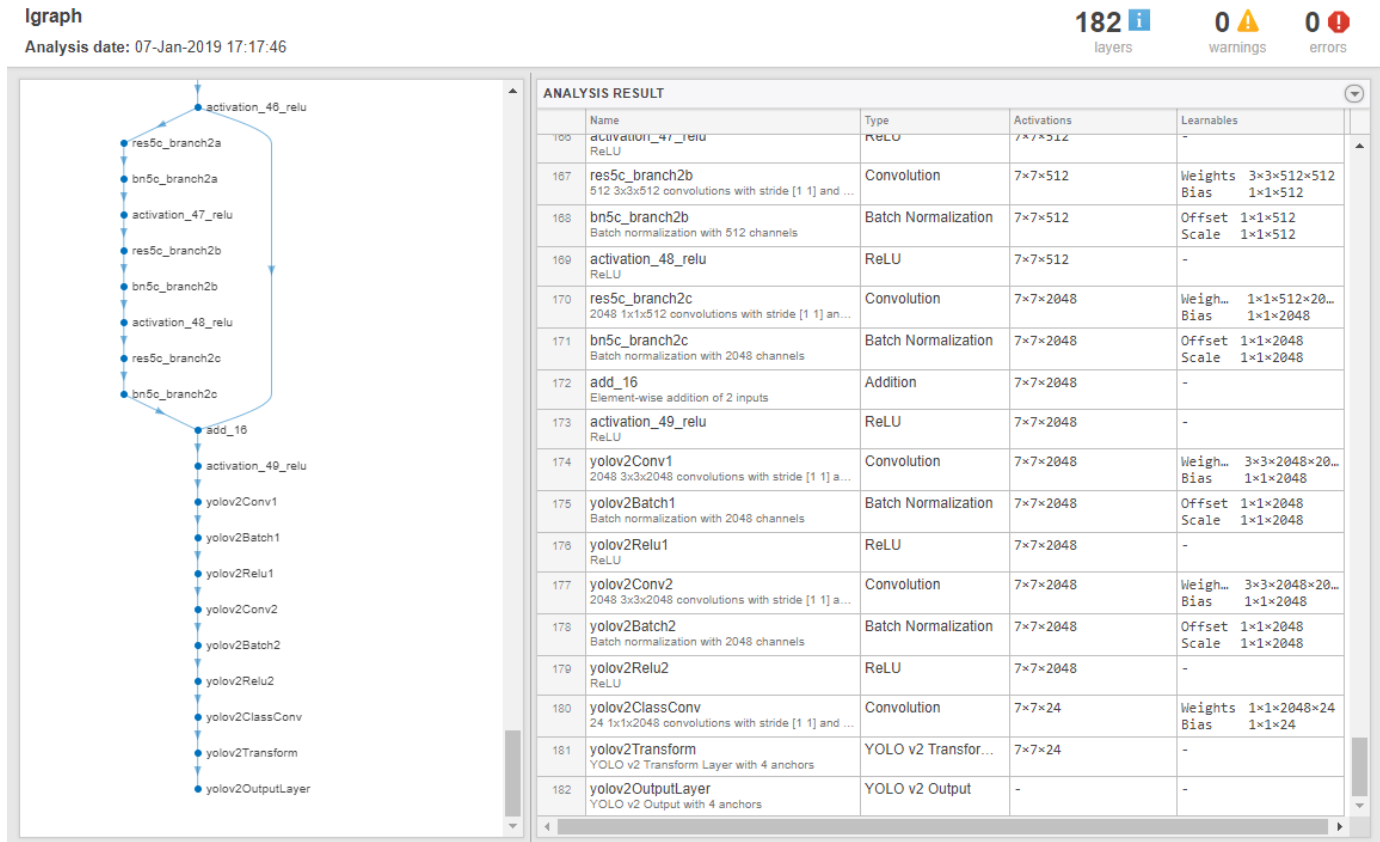 lgraph
Analysis date: 07-Jan-2019 17:17:46
182 i
layers
0
warnings
0
errors
activation_46_relu
res5c_branch2a
bn5c_branch2a
activation_47_relu
res5c_branch2b
bn5c_branch2b
activation_48_relu
res5c_branch2c
bn5c_branch2c
add_16
activation_49_relu
yolov2Conv1
yolov2Batch1
yolov2Relu1
yolov2Conv2
yolov2Batch2
yolov2Relu2
yolov2ClassConv
yolov2Transform
yolov2OutputLayer
ANALYSIS RESULT
Name Type Activations Learnables
166 activation_47_relu ReLU 7×7×512 -
ReLU
167 res5c_branch2b Convolution 7×7×512 Weights 3×3×512×512
512 3x3x512 convolutions with stride [1 1] and ... Bias 1×1×512
168 bn5c_branch2b Batch Normalization 7×7×512 Offset 1×1×512
Batch normalization with 512 channels Scale 1×1×512
169 activation_48_relu ReLU 7×7×512 -
ReLU
170 res5c_branch2c Convolution 7×7×2048 Weigh… 1×1×512×20…
2048 1x1x512 convolutions with stride [1 1] an... Bias 1×1×2048
171 bn5c_branch2c Batch Normalization 7×7×2048 Offset 1×1×2048
Batch normalization with 2048 channels Scale 1×1×2048
172 add_16 Addition 7×7×2048 -
Element-wise addition of 2 inputs
173 activation_49_relu ReLU 7×7×2048 -
ReLU
174 yolov2Conv1 Convolution 7×7×2048 Weigh… 3×3×2048×20…
2048 3x3x2048 convolutions with stride [1 1] a... Bias 1×1×2048
175 yolov2Batch1 Batch Normalization 7×7×2048 Offset 1×1×2048
Batch normalization with 2048 channels Scale 1×1×2048
176 yolov2Relu1 ReLU 7×7×2048 -
ReLU
177 yolov2Conv2 Convolution 7×7×2048 Weigh… 3×3×2048×20…
2048 3x3x2048 convolutions with stride [1 1] a... Bias 1×1×2048
178 yolov2Batch2 Batch Normalization 7×7×2048 Offset 1×1×2048
Batch normalization with 2048 channels Scale 1×1×2048
179 yolov2Relu2 ReLU 7×7×2048 -
ReLU
180 yolov2ClassConv Convolution 7×7×24 Weights 1×1×2048×24
24 1x1x2048 convolutions with stride [1 1] and ... Bias 1×1×24
181 yolov2Transform YOLO v2 Transfor... 7×7×24 -
YOLO v2 Transform Layer with 4 anchors
182 yolov2OutputLayer YOLO v2 Output - -
YOLO v2 Output with 4 anchors